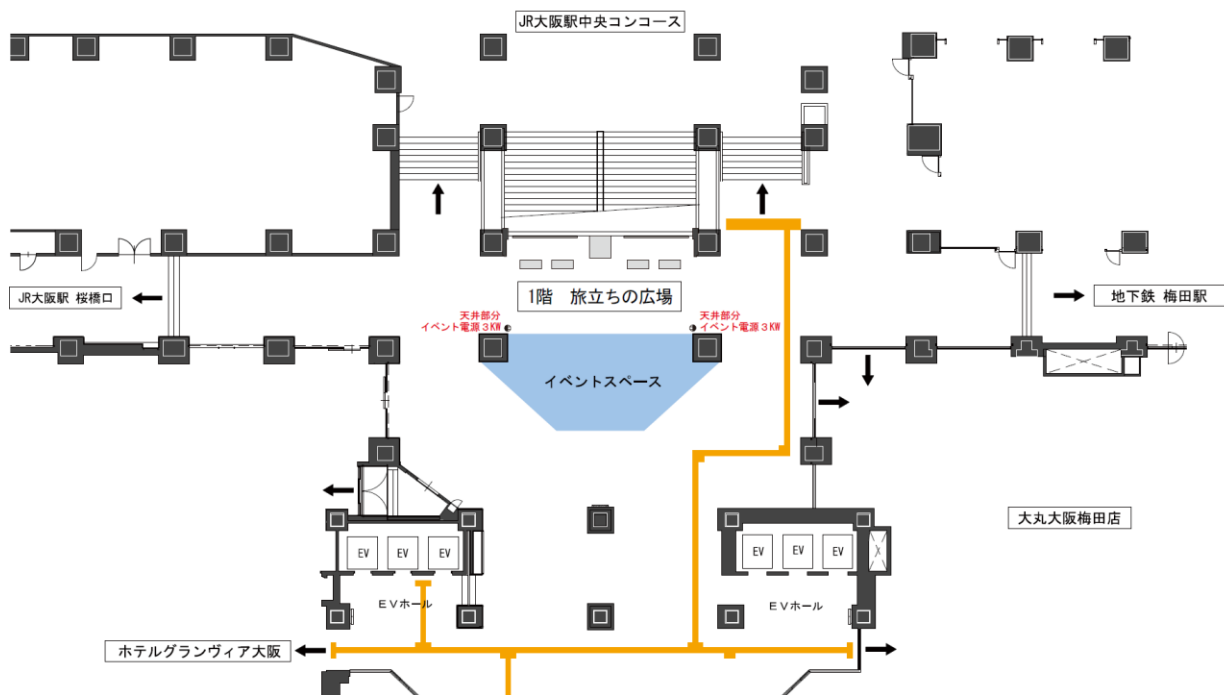 JR大阪駅中央コンコース
JR大阪駅 桜橋口
1階 旅立ちの広場
地下鉄 梅田駅
天井部分
イベント電源3KW
天井部分
イベント電源3KW
イベントスペース
大丸大阪梅田店
EV
EV
EV
EV
EV
EV
EVホール
EVホール
ホテルグランヴィア大阪